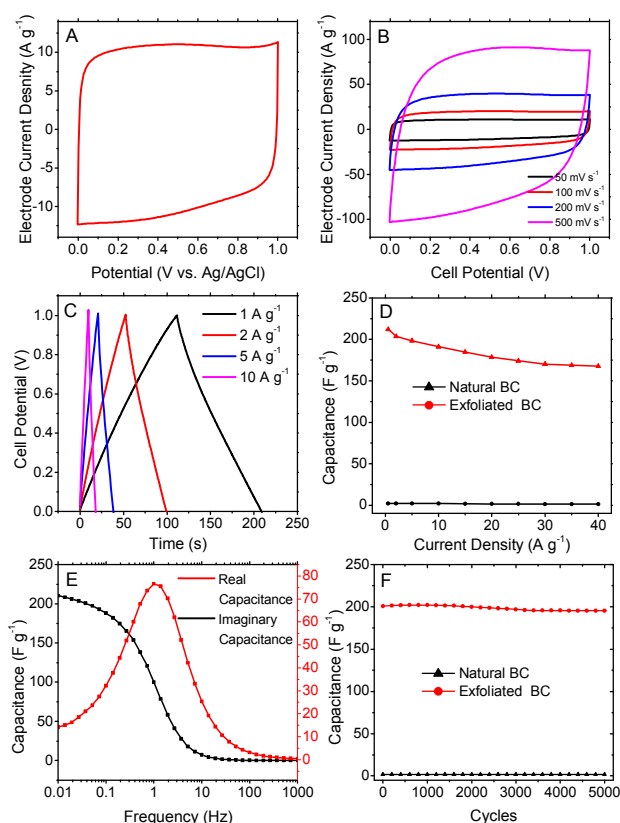 A
Electrode Current Desnity (A g⁻¹)
10
5
0
-5
-10
0.0 0.2 0.4 0.6 0.8 1.0
Potential (V vs. Ag/AgCl)
B
Electrode Current Density (A g⁻¹)
100
50
0
-50
-100
50 mV s⁻¹
100 mV s⁻¹
200 mV s⁻¹
500 mV s⁻¹
0.0 0.2 0.4 0.6 0.8 1.0
Cell Potential (V)
C
Cell Potential (V)
1.0
0.8
0.6
0.4
0.2
0.0
1 A g⁻¹
2 A g⁻¹
5 A g⁻¹
10 A g⁻¹
0 50 100 150 200 250
Time (s)
D
Capacitance (F g⁻¹)
250
200
150
100
50
0
Natural BC
Exfoliated BC
0 10 20 30 40
Current Density (A g⁻¹)
E
Capacitance (F g⁻¹)
250
200
150
100
50
0
Real
Capacitance
Imaginary
Capacitance
80
70
60
50
40
30
20
10
0
0.01 0.1 1 10 100 1000
Frequency (Hz)
F
Capacitance (F g⁻¹)
250
200
150
100
50
0
Natural BC
Exfoliated BC
0 1000 2000 3000 4000 5000
Cycles